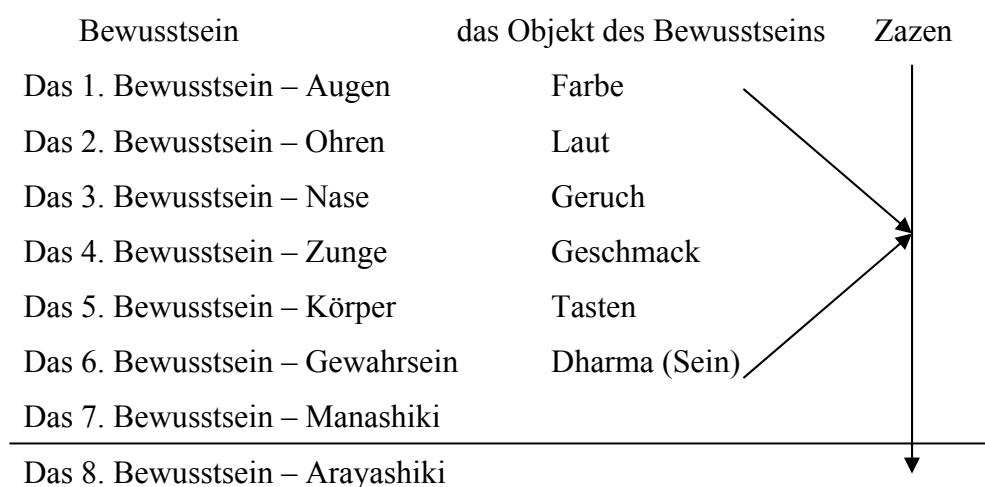 Bewusstsein das Objekt des Bewusstseins Zazen
Das 1. Bewusstsein – Augen Farbe
Das 2. Bewusstsein – Ohren Laut
Das 3. Bewusstsein – Nase Geruch
Das 4. Bewusstsein – Zunge Geschmack
Das 5. Bewusstsein – Körper Tasten
Das 6. Bewusstsein – Gewahrsein Dharma (Sein)
Das 7. Bewusstsein – Manashiki
Das 8. Bewusstsein – Arayashiki